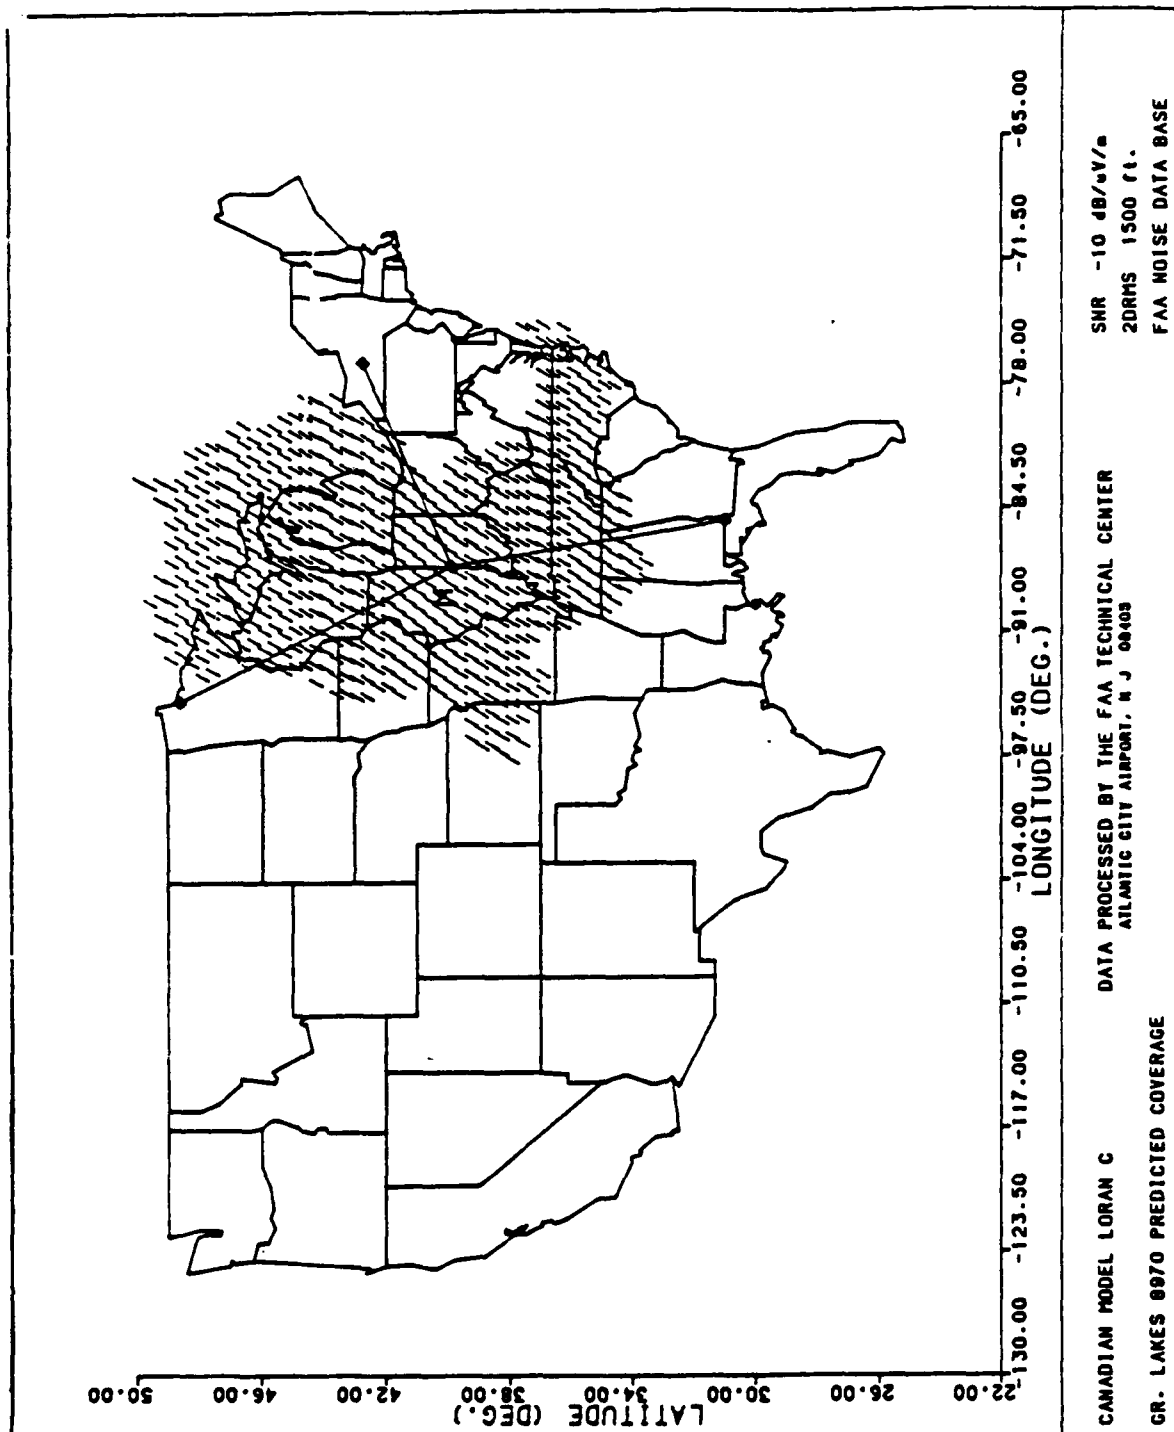 50.00
46.00
42.00
38.00
34.00
30.00
26.00
22.00
LATITUDE (DEG.)
-130.00
-123.50
-117.00
-110.50
-104.00
-97.50
-91.00
-84.50
-78.00
-71.50
-65.00
LONGITUDE (DEG.)
CANADIAN MODEL LORAN C
GR. LAKES 8970 PREDICTED COVERAGE
DATA PROCESSED BY THE FAA TECHNICAL CENTER
ATLANTIC CITY AIRPORT, N J 08405
SNR -10 dB/uV/m
2DRMS 1500 ft.
FAA NOISE DATA BASE